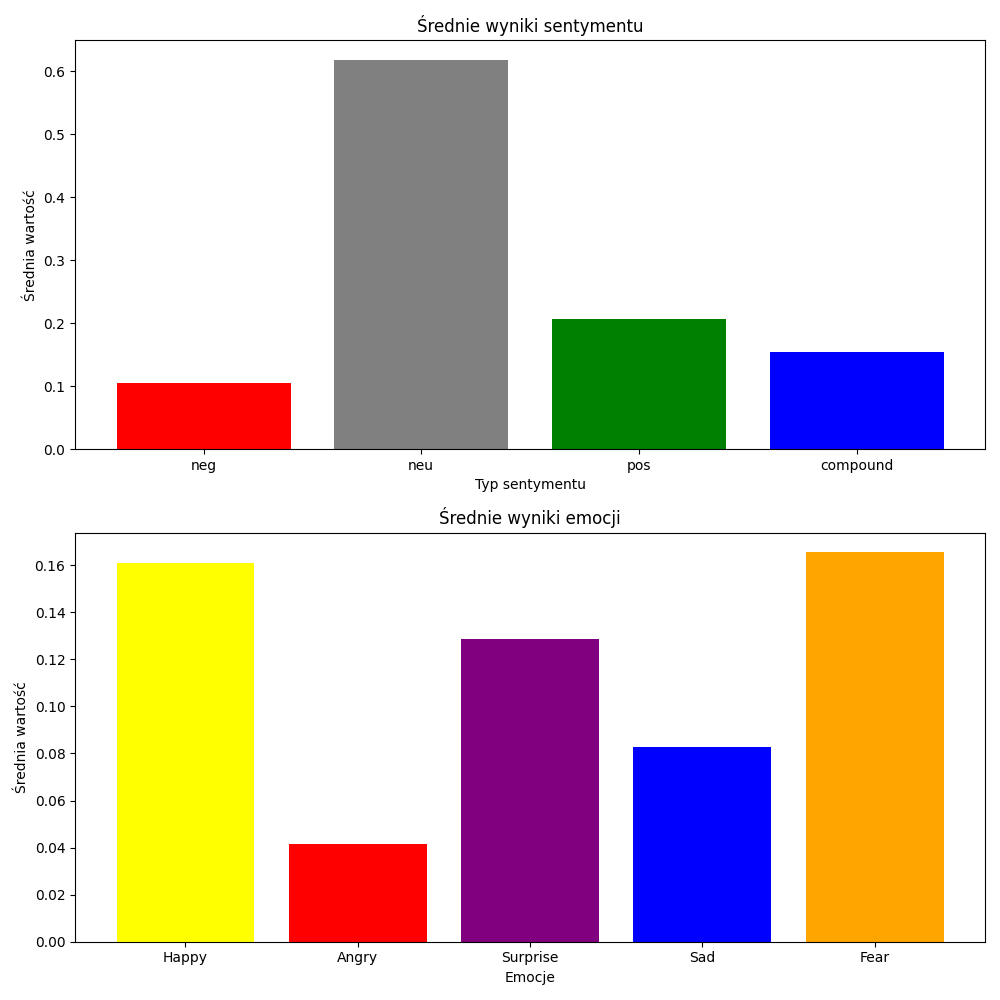 Średnie wyniki sentymentu
0.6
0.5
0.4
0.3
0.2
0.1
0.0
Średnia wartość
neg neu pos compound
Typ sentymentu
Średnie wyniki emocji
0.16
0.14
0.12
0.10
0.08
0.06
0.04
0.02
0.00
Średnia wartość
Happy Angry Surprise Sad Fear
Emocje